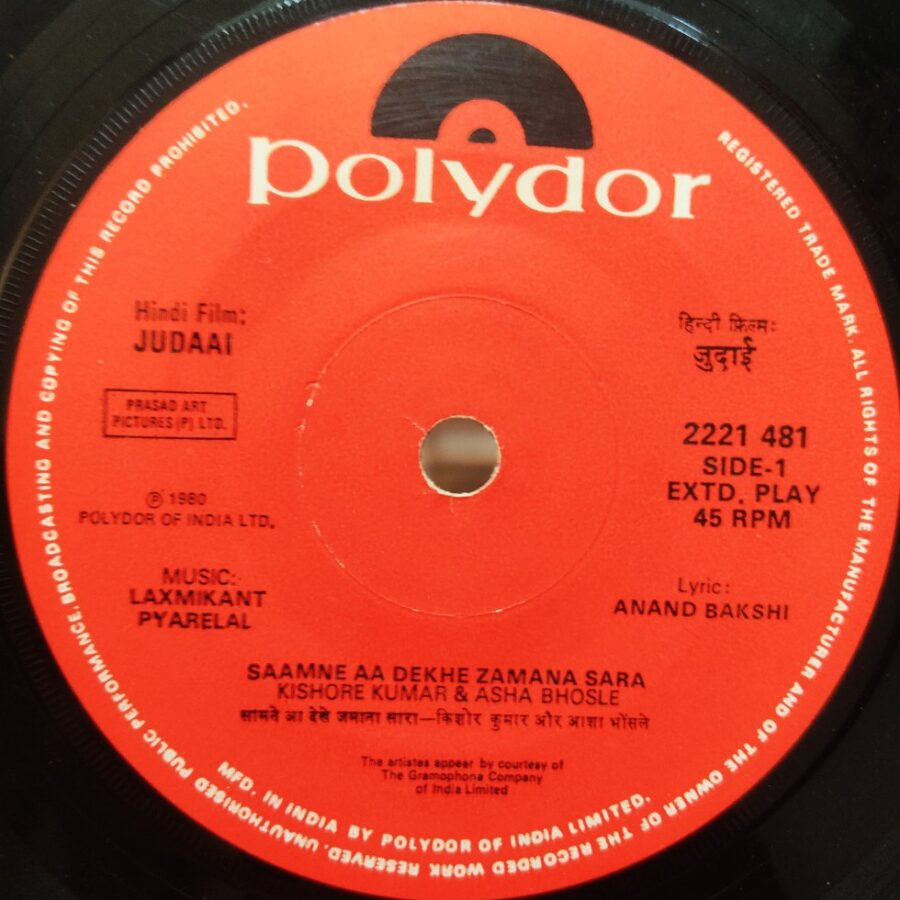 polydor
Hindi Film:
JUDAAI
हिन्दी फ़िल्म:
जुदाई
PRASAD ART
PICTURES (P) LTD.
2221 481
SIDE-1
EXTD. PLAY
45 RPM
℗ 1980
POLYDOR OF INDIA LTD.
MUSIC:
LAXMIKANT
PYARELAL
Lyric:
ANAND BAKSHI
SAAMNE AA DEKHE ZAMANA SARA
KISHORE KUMAR & ASHA BHOSLE
सामने आ देखे जमाना सारा—किशोर कुमार और आशा भोंसले
The artistes appear by courtesy of
The Gramophone Company
of India Limited
REGISTERED TRADE MARK. ALL RIGHTS OF THE MANUFACTURER AND OF THE OWNER OF THE RECORDED WORK RESERVED. UNAUTHORISED PUBLIC PERFORMANCE, BROADCASTING AND COPYING OF THIS RECORD PROHIBITED.
MFD. IN INDIA BY POLYDOR OF INDIA LIMITED.